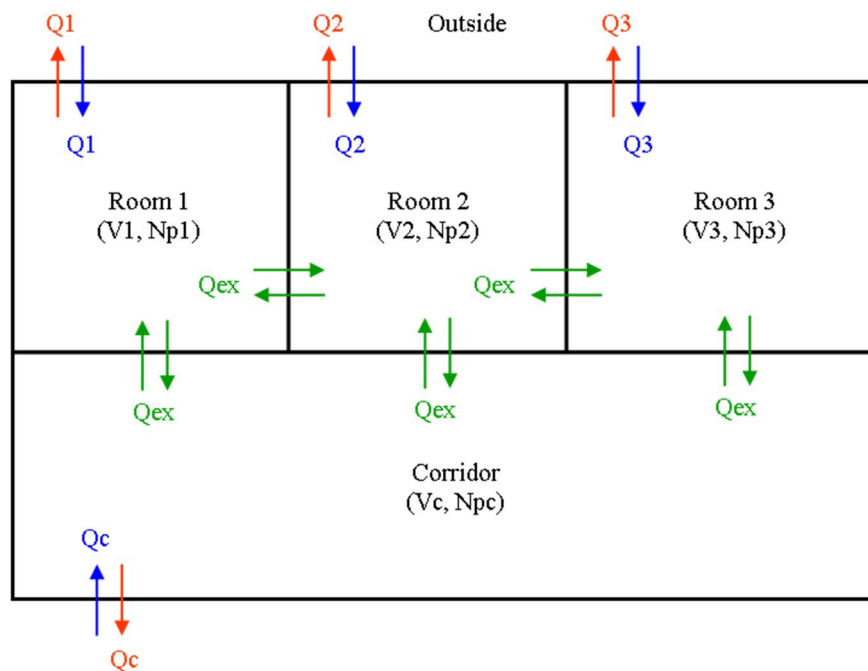 Q1
Q2
Outside
Q3
Q1
Q2
Q3
Room 1
(V1, Np1)
Room 2
(V2, Np2)
Room 3
(V3, Np3)
Qex
Qex
Qex
Qex
Qex
Corridor
(Vc, Npc)
Qc
Qc